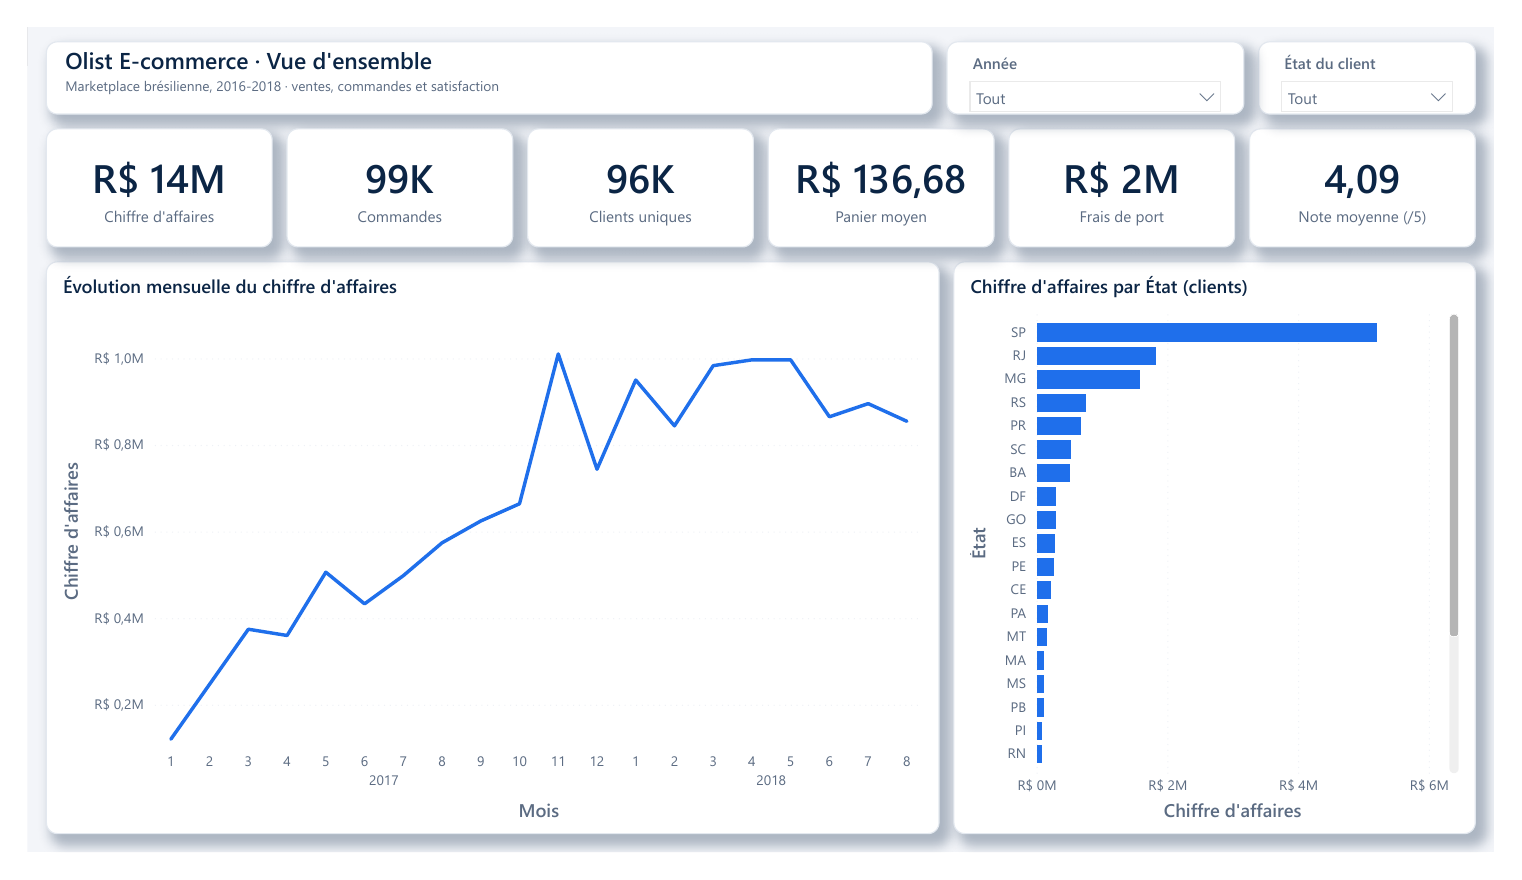 Olist E-commerce · Vue d'ensemble
Marketplace brésilienne, 2016-2018 · ventes, commandes et satisfaction
Année
Tout
État du client
Tout
R$ 14M
Chiffre d'affaires
99K
Commandes
96K
Clients uniques
R$ 136,68
Panier moyen
R$ 2M
Frais de port
4,09
Note moyenne (/5)
Évolution mensuelle du chiffre d'affaires
Chiffre d'affaires
R$ 1,0M
R$ 0,8M
R$ 0,6M
R$ 0,4M
R$ 0,2M
1 2 3 4 5 6 7 8 9 10 11 12 1 2 3 4 5 6 7 8
2017 2018
Mois
Chiffre d'affaires par État (clients)
État
SP
RJ
MG
RS
PR
SC
BA
DF
GO
ES
PE
CE
PA
MT
MA
MS
PB
PI
RN
R$ 0M R$ 2M R$ 4M R$ 6M
Chiffre d'affaires